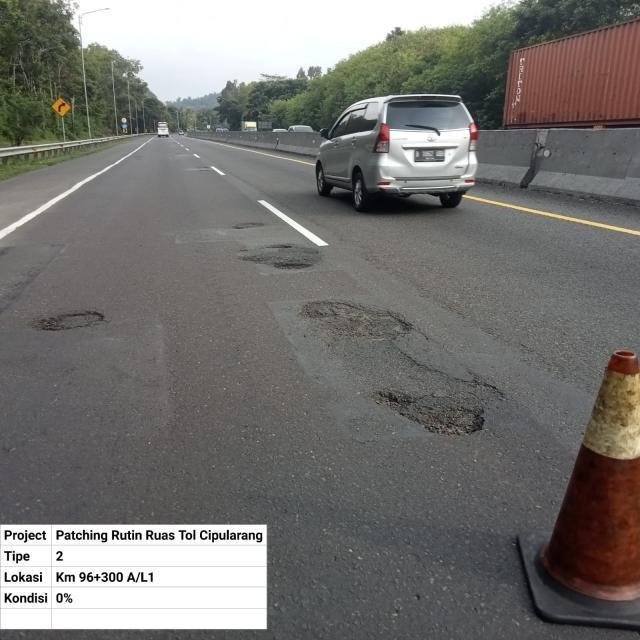 Project Patching Rutin Ruas Tol Cipularang
Tipe 2
Lokasi Km 96+300 A/L1
Kondisi 0%